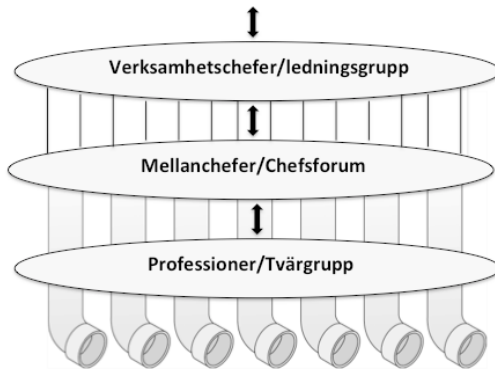 Verksamhetschefer/ledningsgrupp
Mellanchefer/Chefsforum
Professioner/Tvärgrupp